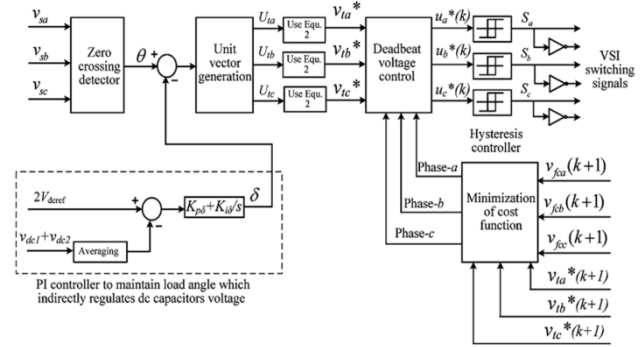 v_sa
v_sb
v_sc
Zero
crossing
detector
θ
+
-
Unit
vector
generation
U_ta
U_tb
U_tc
Use Equ.
2
Use Equ.
2
Use Equ.
2
v_ta*
v_tb*
v_tc*
Deadbeat
voltage
control
u_a*(k)
u_b*(k)
u_c*(k)
S_a
S_b
S_c
VSI
switching
signals
Hysteresis
controller
Phase-a
Phase-b
Phase-c
Minimization
of cost
function
v_fca(k+1)
v_fcb(k+1)
v_fcc(k+1)
v_ta*(k+1)
v_tb*(k+1)
v_tc*(k+1)
2V_dcref
+
-
K_pδ+K_iδ/s
δ
v_dc1+v_dc2
Averaging
PI controller to maintain load angle which
indirectly regulates dc capacitors voltage